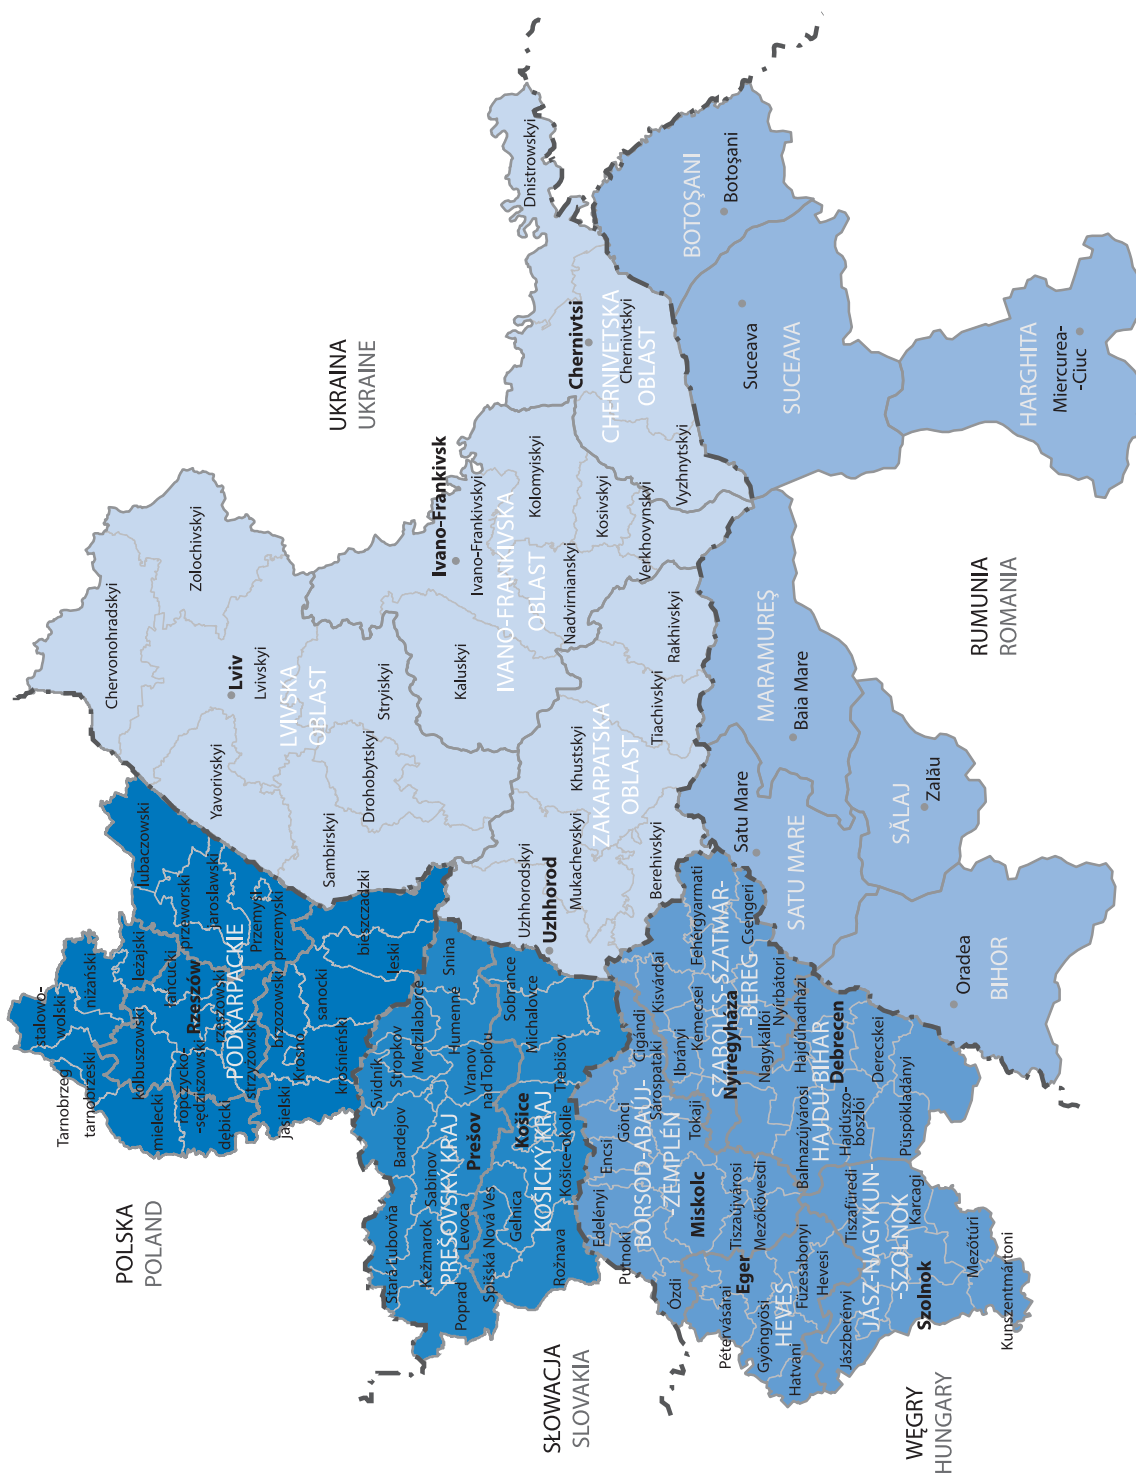 POLSKA
POLAND
UKRAINA
UKRAINE
SŁOWACJA
SLOVAKIA
WĘGRY
HUNGARY
RUMUNIA
ROMANIA
PODKARPACKIE
Tarnobrzeg
tarnobrzeski
stalowo-
wolski
niżański
mielecki
kolbuszowski
leżajski
ropczycko-
-sędziszowski
Rzeszów
rzeszowski
łańcucki
przeworski
lubaczowski
jarosławski
dębicki
strzyżowski
brzozowski
przemyski
Przemyśl
jasielski
Krosno
krośnieński
sanocki
leski
bieszczadzki
PREŠOVSKÝ KRAJ
Stará Lubovňa
Kežmarok
Poprad
Levoca
Sabinov
Bardejov
Prešov
Svidník
Stropkov
Medzilaborce
Vranov
nad Topľou
Humenné
Snina
KOŠICKÝ KRAJ
Spišská Nová Ves
Gelnica
Rožnava
Košice
Košice-okolie
Trebišov
Michalovce
Sobrance
LVIVSKA
OBLAST
Chervonohradskyi
Zolochivskyi
Lviv
Lvivskyi
Yavorivskyi
Sambirskyi
Drohobytskyi
Stryiskyi
IVANO-FRANKIVSKA
OBLAST
Ivano-Frankivsk
Ivano-Frankivskyi
Kaluskyi
Kolomyiskyi
Kosivskyi
Nadvirnianskyi
Verkhovynskyi
ZAKARPATSKA
OBLAST
Uzhhorodskyi
Uzhhorod
Mukachevskyi
Khustskyi
Berehivskyi
Tiachivskyi
Rakhivskyi
CHERNIVETSKA
OBLAST
Chernivtsi
Chernivtskyi
Vyzhnytskyi
Dnistrowskyi
BORSOD-ABAUJ-
-ZEMPLÉN
Ózdi
Putnoki
Edelényi
Encsi
Gönci
Sárospataki
Cigándi
Miskolc
Tokaji
Tiszaújvárosi
Mezőkövesdi
SZABOLCS-SZATMÁR-
-BEREG
Kisvárdai
Ibrányi
Kemecsei
Fehérgyarmati
Nyíregyháza
Nagykállói
Nyírbátori
Csengeri
HEVES
Pétervásárai
Eger
Gyöngyösi
Hatvani
Füzesabonyi
Hevesi
HAJDÚ-BIHAR
Balmazújvárosi
Hajdúhadházi
Debrecen
Hajdúszo-
boszlói
Derecskei
Püspökladányi
JÁSZ-NAGYKUN-
-SZOLNOK
Jászberényi
Tiszafüredi
Karcagi
Szolnok
Mezőtúri
Kunszentmártoni
SATU MARE
Satu Mare
MARAMUREŞ
Baia Mare
SĂLAJ
Zalău
BIHOR
Oradea
SUCEAVA
Suceava
BOTOŞANI
Botoşani
HARGHITA
Miercurea-
-Ciuc